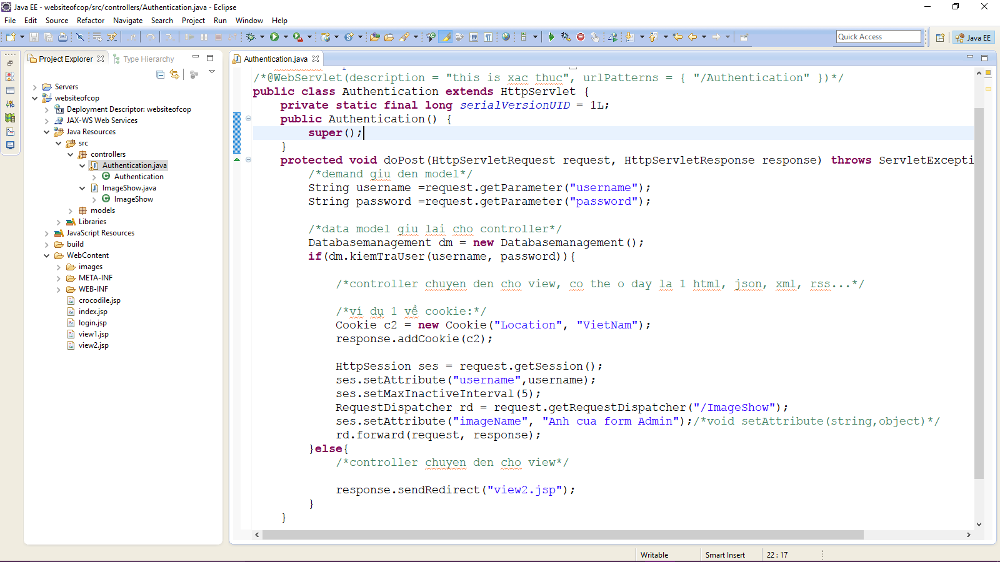 Java EE - websiteofcop/src/controllers/Authentication.java - Eclipse
File Edit Source Refactor Navigate Search Project Run Window Help
Quick Access
Java EE
Project Explorer
Type Hierarchy
Servers
websiteofcop
Deployment Descriptor: websiteofcop
JAX-WS Web Services
Java Resources
src
controllers
Authentication.java
Authentication
ImageShow.java
ImageShow
models
Libraries
JavaScript Resources
build
WebContent
images
META-INF
WEB-INF
crocodile.jsp
index.jsp
login.jsp
view1.jsp
view2.jsp
Authentication.java
/*@WebServlet(description = "this is xac thuc", urlPatterns = { "/Authentication" })*/
public class Authentication extends HttpServlet {
private static final long serialVersionUID = 1L;
public Authentication() {
super();
}
protected void doPost(HttpServletRequest request, HttpServletResponse response) throws ServletExcepti
/*demand giu den model*/
String username =request.getParameter("username");
String password =request.getParameter("password");
/*data model giu lai cho controller*/
Databasemanagement dm = new Databasemanagement();
if(dm.kiemTraUser(username, password)){
/*controller chuyen den cho view, co the o day la 1 html, json, xml, rss...*/
/*ví dụ 1 về cookie:*/
Cookie c2 = new Cookie("Location", "VietNam");
response.addCookie(c2);
HttpSession ses = request.getSession();
ses.setAttribute("username",username);
ses.setMaxInactiveInterval(5);
RequestDispatcher rd = request.getRequestDispatcher("/ImageShow");
ses.setAttribute("imageName", "Anh cua form Admin");/*void setAttribute(string,object)*/
rd.forward(request, response);
}else{
/*controller chuyen den cho view*/
response.sendRedirect("view2.jsp");
}
}
Writable
Smart Insert
22 : 17